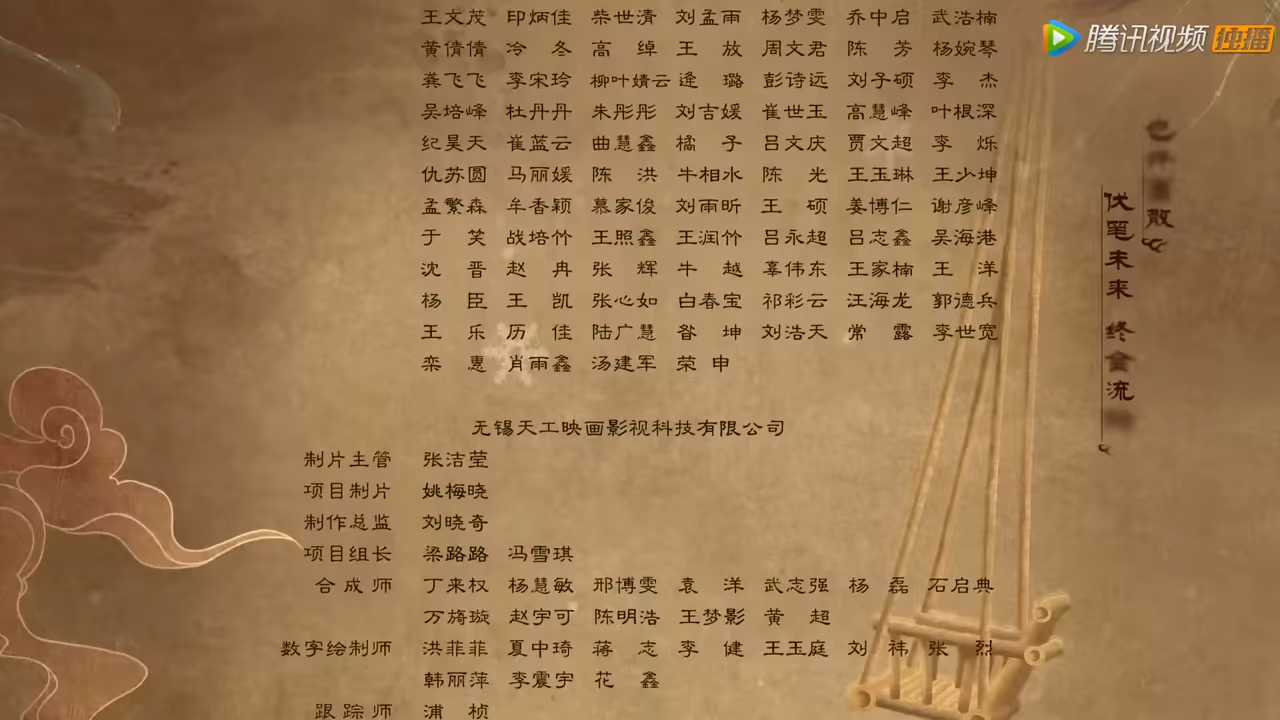 王文茂 印炳佳 柴世清 刘孟雨 杨梦雯 乔中启 武浩楠
黄倩倩 冷冬 高绰 王放 周文君 陈芳 杨婉琴
龚飞飞 李宋玲 柳叶婧云 逄璐 彭诗远 刘子硕 李杰
吴培峰 杜丹丹 朱彤彤 刘吉媛 崔世玉 高慧峰 叶根深
纪昊天 崔蓝云 曲慧鑫 橘子 吕文庆 贾文超 李烁
仇苏圆 马丽媛 陈洪 牛相水 陈光 王玉琳 王少坤
孟繁森 牟香颖 慕家俊 刘雨昕 王硕 姜博仁 谢彦峰
于笑 战培竹 王照鑫 王润竹 吕永超 吕志鑫 吴海港
沈晋 赵冉 张辉 牛越 辜伟东 王家楠 王洋
杨臣 王凯 张心如 白春宝 祁彩云 汪海龙 郭德兵
王乐 历佳 陆广慧 昝坤 刘浩天 常露 李世宽
栾惠 肖雨鑫 汤建军 荣申
无锡天工映画影视科技有限公司
制片主管 张洁莹
项目制片 姚梅晓
制作总监 刘晓奇
项目组长 梁路路 冯雪琪
合成师 丁来权 杨慧敏 邢博雯 袁洋 武志强 杨磊 石启典
万旖璇 赵宇可 陈明浩 王梦影 黄超
数字绘制师 洪菲菲 夏中琦 蒋志 李健 王玉庭 刘祎 张烈
韩丽萍 李震宇 花鑫
跟踪师 浦桢
腾讯视频 独播
散
伏笔未来 终会流